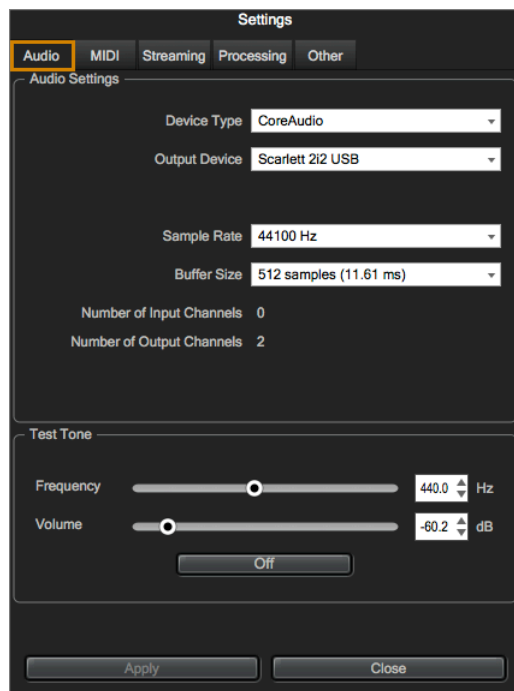 Settings
Audio MIDI Streaming Processing Other
Audio Settings
Device Type CoreAudio
Output Device Scarlett 2i2 USB
Sample Rate 44100 Hz
Buffer Size 512 samples (11.61 ms)
Number of Input Channels 0
Number of Output Channels 2
Test Tone
Frequency 440.0 Hz
Volume -60.2 dB
Off
Apply Close